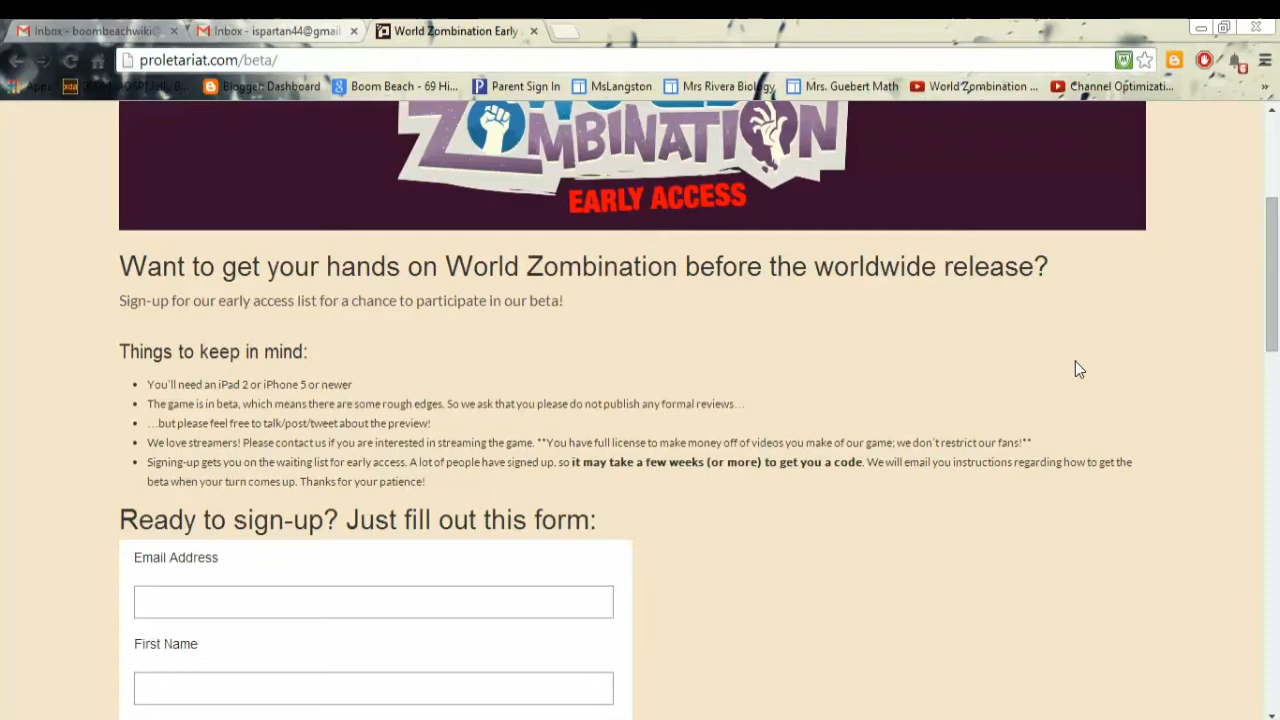 Inbox - boombeachwiki@ Inbox - ispartan44@gmail World Zombination Early
proletariat.com/beta/
Apps Blogger Dashboard Boom Beach - 69 Hi... Parent Sign In MsLangston Mrs Rivera Biology Mrs. Guebert Math World Zombination ... Channel Optimizati... »
ZOMBINATION
EARLY ACCESS
Want to get your hands on World Zombination before the worldwide release?
Sign-up for our early access list for a chance to participate in our beta!
Things to keep in mind:
• You'll need an iPad 2 or iPhone 5 or newer
• The game is in beta, which means there are some rough edges. So we ask that you please do not publish any formal reviews…
• …but please feel free to talk/post/tweet about the preview!
• We love streamers! Please contact us if you are interested in streaming the game. **You have full license to make money off of videos you make of our game; we don't restrict our fans!**
• Signing-up gets you on the waiting list for early access. A lot of people have signed up, so it may take a few weeks (or more) to get you a code. We will email you instructions regarding how to get the
beta when your turn comes up. Thanks for your patience!
Ready to sign-up? Just fill out this form:
Email Address
First Name